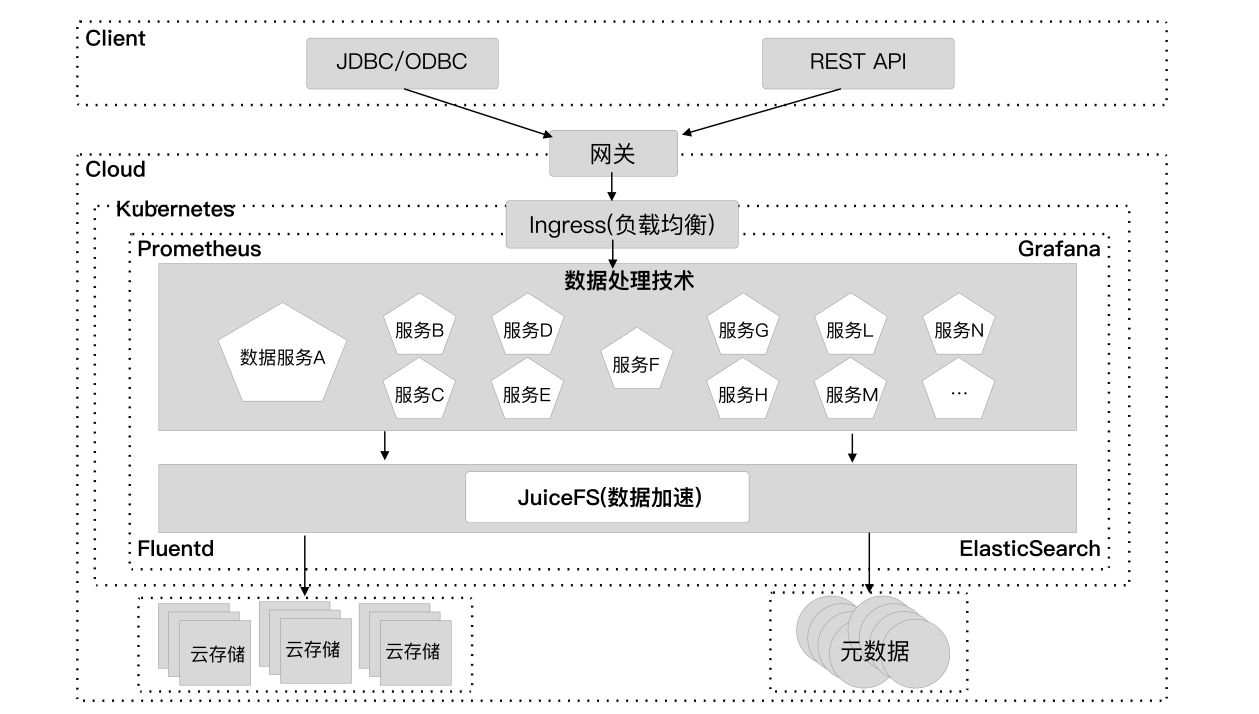 Client
JDBC/ODBC
REST API
网关
Cloud
Kubernetes
Ingress(负载均衡)
Prometheus
Grafana
数据处理技术
数据服务A
服务B
服务D
服务F
服务G
服务L
服务N
服务C
服务E
服务H
服务M
...
JuiceFS(数据加速)
Fluentd
ElasticSearch
云存储
云存储
云存储
元数据